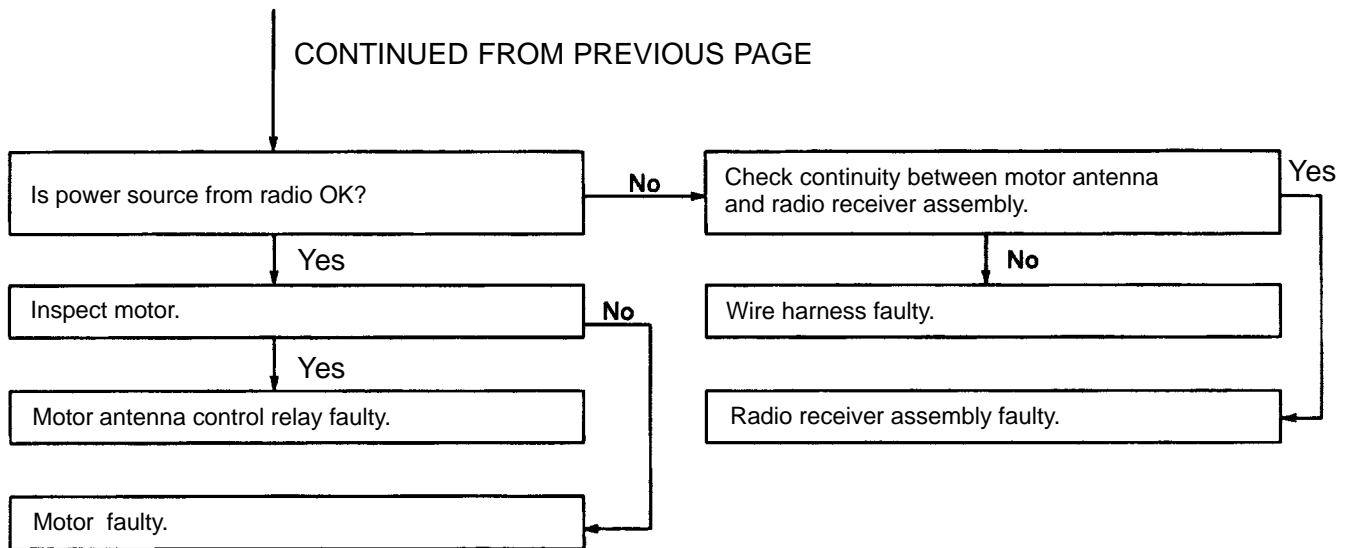 CONTINUED FROM PREVIOUS PAGE
Is power source from radio OK?
No
Check continuity between motor antenna
and radio receiver assembly.
Yes
Yes
No
Inspect motor.
No
Wire harness faulty.
Yes
Motor antenna control relay faulty.
Radio receiver assembly faulty.
Motor faulty.